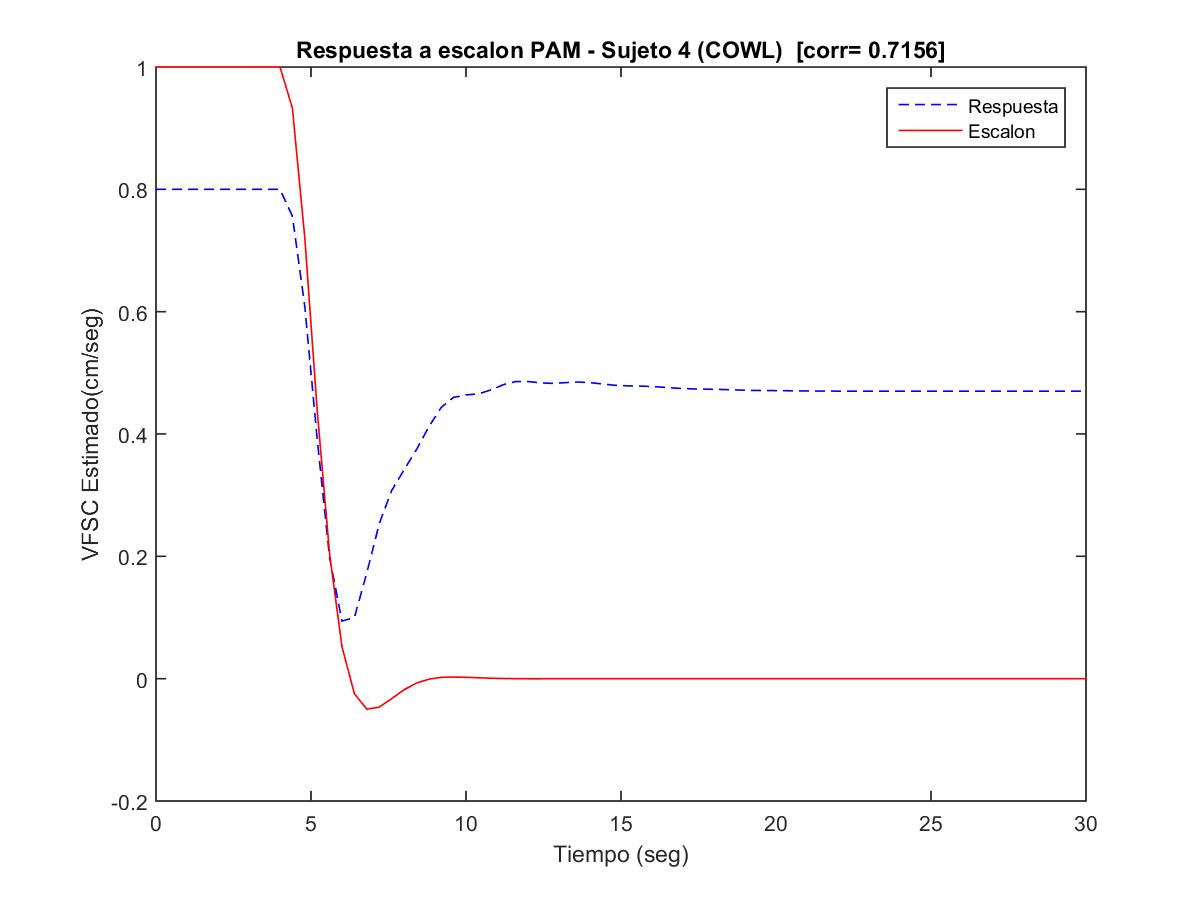 Respuesta a escalon PAM - Sujeto 4 (COWL)  [corr= 0.7156]
Respuesta
Escalon
VFSC Estimado(cm/seg)
1
0.8
0.6
0.4
0.2
0
-0.2
0 5 10 15 20 25 30
Tiempo (seg)